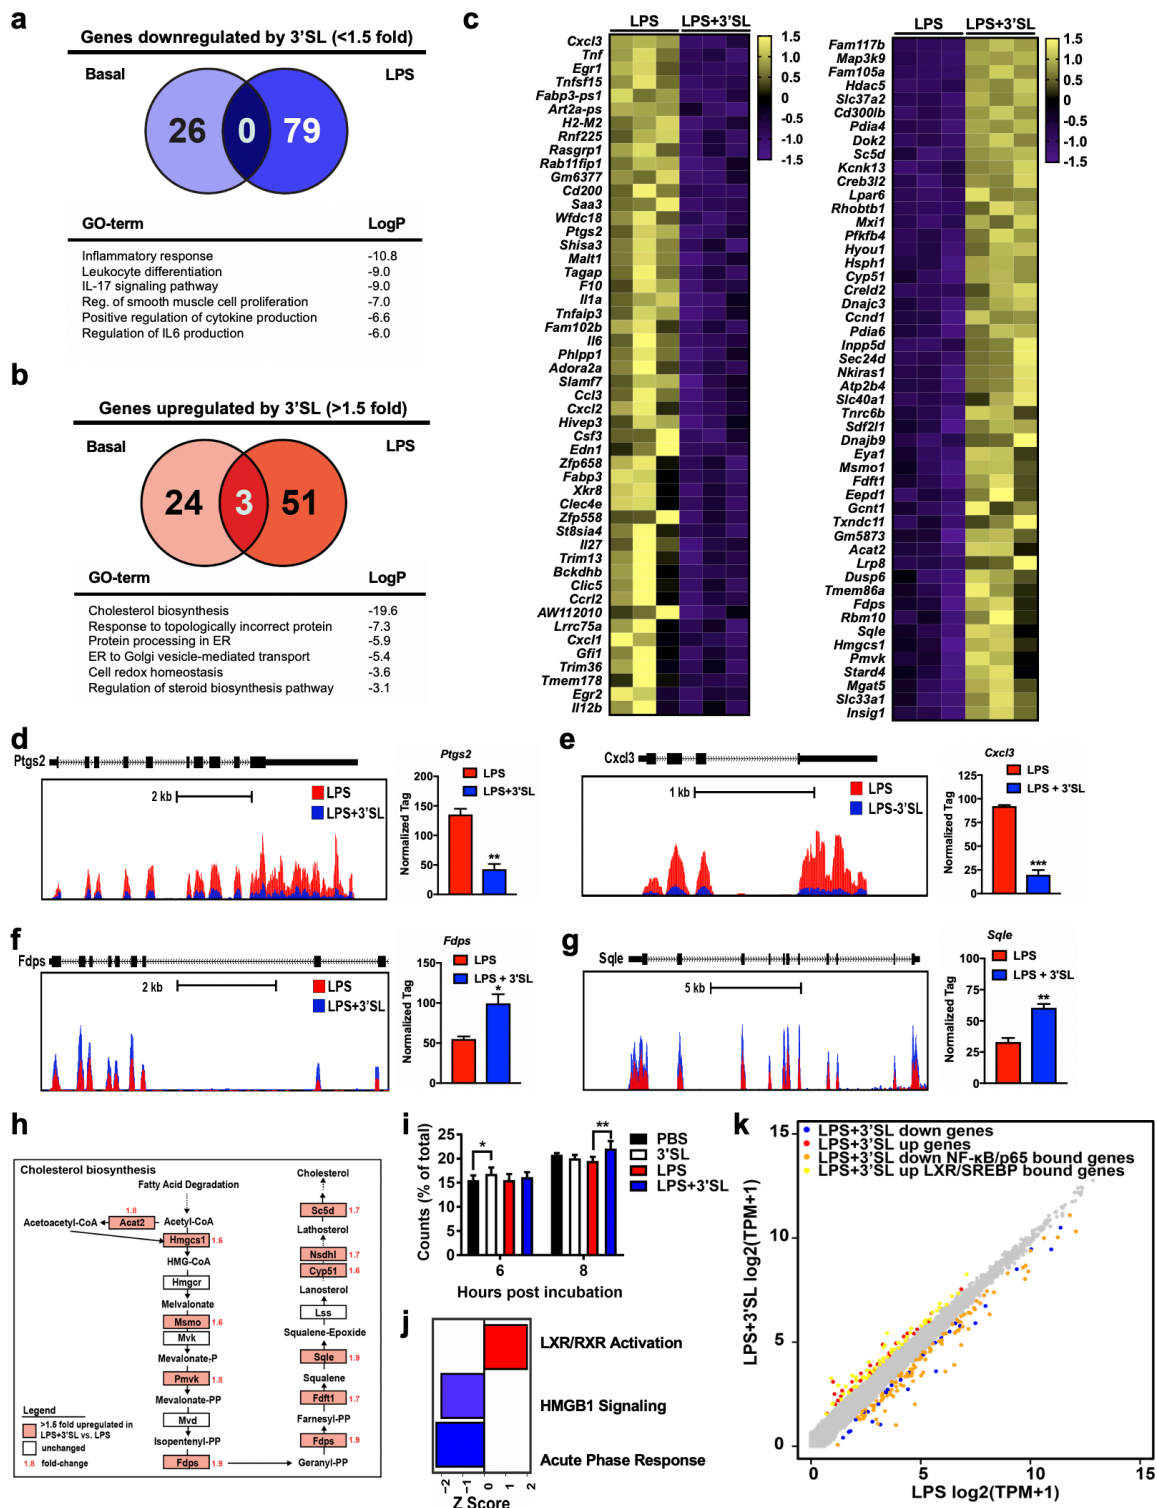 a
Genes downregulated by 3'SL (<1.5 fold)
Basal
LPS
26
0
79
GO-term LogP
Inflammatory response -10.8
Leukocyte differentiation -9.0
IL-17 signaling pathway -9.0
Reg. of smooth muscle cell proliferation -7.0
Positive regulation of cytokine production -6.6
Regulation of IL6 production -6.0
b
Genes upregulated by 3'SL (>1.5 fold)
Basal
LPS
24
3
51
GO-term LogP
Cholesterol biosynthesis -19.6
Response to topologically incorrect protein -7.3
Protein processing in ER -5.9
ER to Golgi vesicle-mediated transport -5.4
Cell redox homeostasis -3.6
Regulation of steroid biosynthesis pathway -3.1
c
LPS LPS+3'SL
Cxcl3
Tnf
Egr1
Tnfsf15
Fabp3-ps1
Art2a-ps
H2-M2
Rnf225
Rasgrp1
Rab11fip1
Gm6377
Cd200
Saa3
Wfdc18
Ptgs2
Shisa3
Malt1
Tagap
F10
Il1a
Tnfaip3
Fam102b
Il6
Phlpp1
Adora2a
Slamf7
Ccl3
Cxcl2
Hivep3
Csf3
Edn1
Zfp658
Fabp3
Xkr8
Clec4e
Zfp558
St8sia4
Il27
Trim13
Bckdhb
Clic5
Ccrl2
AW112010
Lrrc75a
Cxcl1
Gfi1
Trim36
Tmem178
Egr2
Il12b
1.5
1.0
0.5
0
-0.5
-1.0
-1.5
LPS LPS+3'SL
Fam117b
Map3k9
Fam105a
Hdac5
Slc37a2
Cd300lb
Pdia4
Dok2
Sc5d
Kcnk13
Creb3l2
Lpar6
Rhobtb1
Mxi1
Pfkfb4
Hyou1
Hsph1
Cyp51
Creld2
Dnajc3
Ccnd1
Pdia6
Inpp5d
Sec24d
Nkiras1
Atp2b4
Slc40a1
Tnrc6b
Sdf2l1
Dnajb9
Eya1
Msmo1
Fdft1
Eepd1
Gcnt1
Txndc11
Gm5873
Acat2
Lrp8
Dusp6
Tmem86a
Fdps
Rbm10
Sqle
Hmgcs1
Pmvk
Stard4
Mgat5
Slc33a1
Insig1
1.5
1.0
0.5
0
-0.5
-1.0
-1.5
d
Ptgs2
2 kb
LPS
LPS+3'SL
Ptgs2
LPS
LPS+3'SL
Normalized Tag
200
150
100
50
0
**
e
Cxcl3
1 kb
LPS
LPS-3'SL
Cxcl3
LPS
LPS + 3'SL
Normalized Tag
125
100
75
50
25
0
***
f
Fdps
2 kb
LPS
LPS+3'SL
Fdps
LPS
LPS + 3'SL
Normalized Tag
150
100
50
0
*
g
Sqle
5 kb
LPS
LPS+3'SL
Sqle
LPS
LPS + 3'SL
Normalized Tag
100
75
50
25
0
**
h
Cholesterol biosynthesis
Fatty Acid Degradation
Acetoacetyl-CoA
1.8
Acat2
Acetyl-CoA
Hmgcs1 1.6
HMG-CoA
Hmgcr
Melvalonate
Msmo 1.6
Mvk
Mevalonate-P
Pmvk 1.8
Mevalonate-PP
Mvd
Isopentenyl-PP
Fdps 1.9
Cholesterol
Sc5d 1.7
Lathosterol
Nsdhl 1.7
Cyp51 1.6
Lanosterol
Lss
Squalene-Epoxide
Sqle 1.9
Squalene
Fdft1 1.7
Farnesyl-PP
Fdps 1.9
Geranyl-PP
Legend
>1.6 fold upregulated in
LPS+3'SL vs. LPS
unchanged
1.8 fold-change
i
Counts (% of total)
25
20
15
10
5
0
*
**
6 8
Hours post incubation
PBS
3'SL
LPS
LPS+3'SL
j
LXR/RXR Activation
HMGB1 Signaling
Acute Phase Response
-2 -1 0 1 2
Z Score
k
LPS+3'SL down genes
LPS+3'SL up genes
LPS+3'SL down NF-κB/p65 bound genes
LPS+3'SL up LXR/SREBP bound genes
LPS+3'SL log2(TPM+1)
15
10
5
0
0 5 10 15
LPS log2(TPM+1)